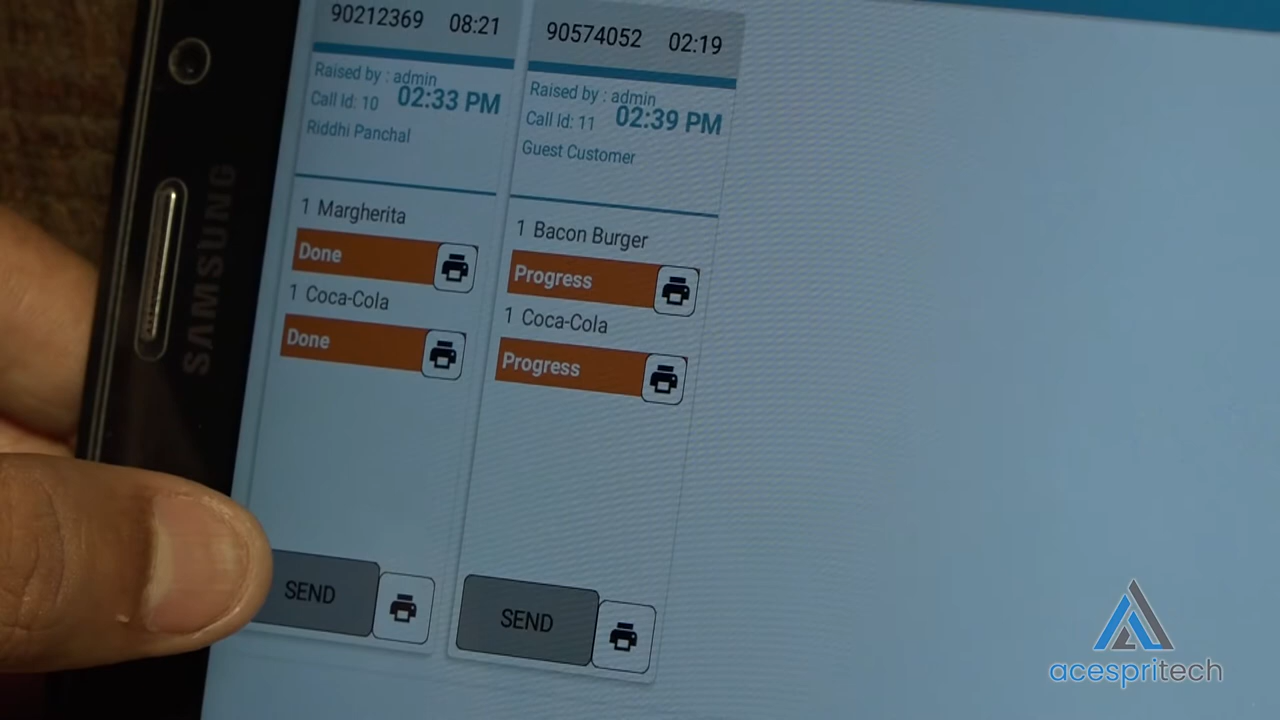 90212369 08:21
Raised by : admin
Call Id: 10 02:33 PM
Riddhi Panchal
1 Margherita
Done
1 Coca-Cola
Done
SEND
90574052 02:19
Raised by : admin
Call Id: 11 02:39 PM
Guest Customer
1 Bacon Burger
Progress
1 Coca-Cola
Progress
SEND
SAMSUNG
acespritech